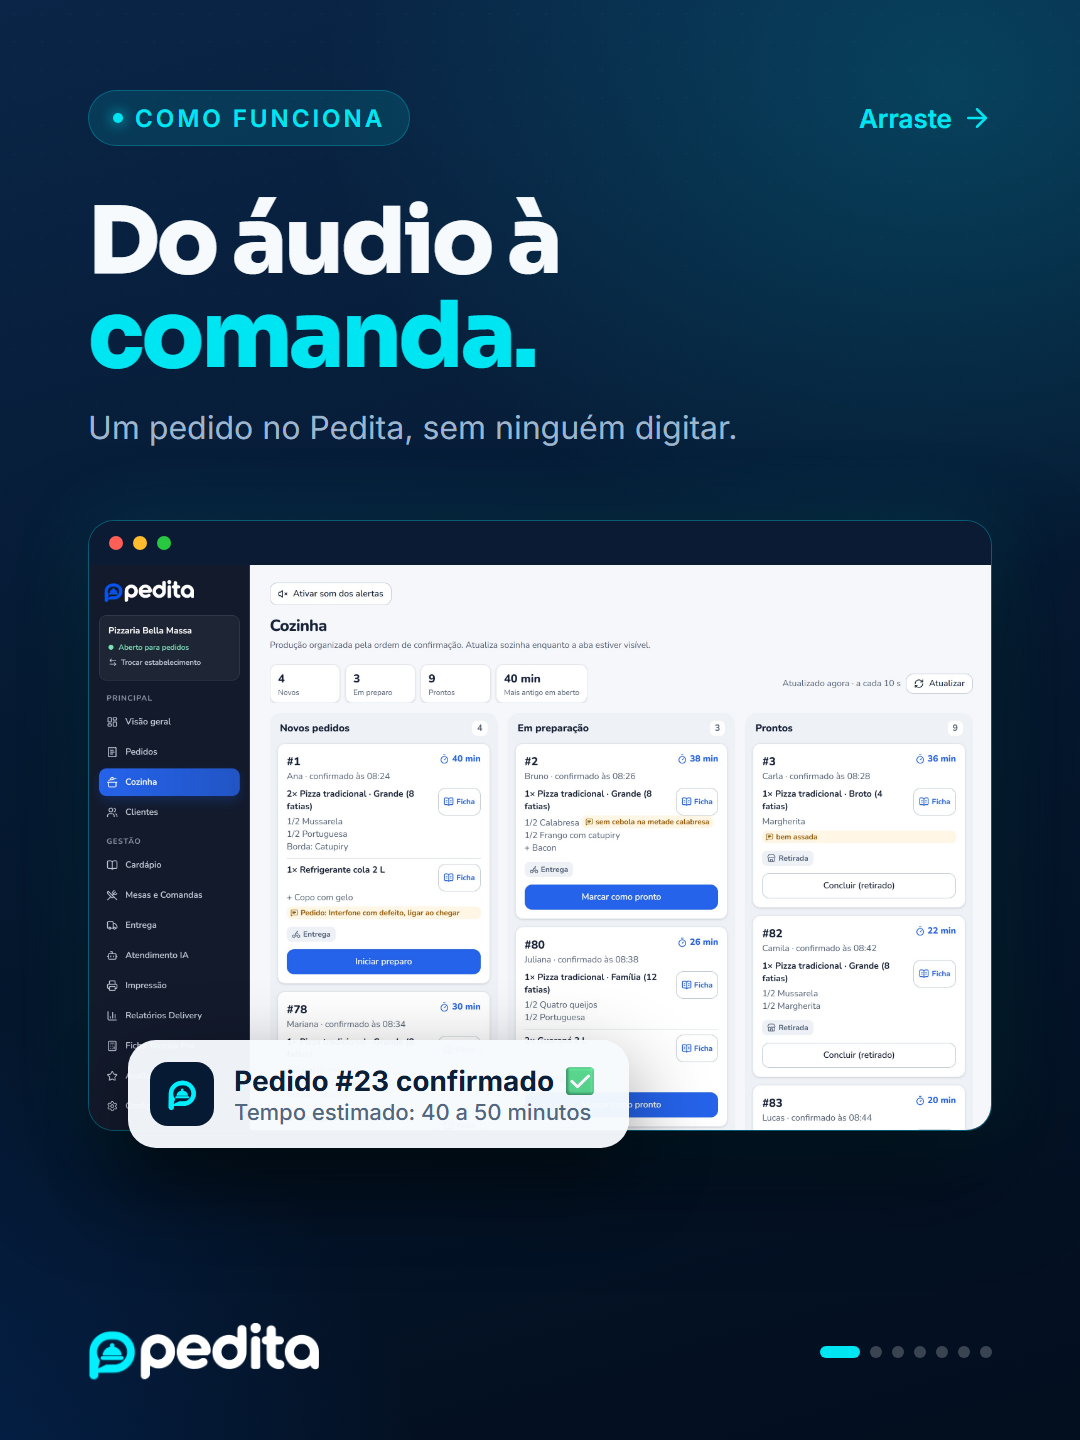 COMO FUNCIONA
Arraste
Do áudio à
comanda.
Um pedido no Pedita, sem ninguém digitar.
pedita
Pizzaria Bella Massa
Aberto para pedidos
Trocar estabelecimento
PRINCIPAL
Visão geral
Pedidos
Cozinha
Clientes
GESTÃO
Cardápio
Mesas e Comandas
Entrega
Atendimento IA
Impressão
Relatórios Delivery
Ativar som dos alertas
Cozinha
Produção organizada pela ordem de confirmação. Atualiza sozinha enquanto a aba estiver visível.
4
Novos
3
Em preparo
9
Prontos
40 min
Mais antigo em aberto
Atualizado agora · a cada 10 s
Atualizar
Novos pedidos 4
#1 40 min
Ana · confirmado às 08:24
2× Pizza tradicional · Grande (8
fatias)
Ficha
1/2 Mussarela
1/2 Portuguesa
Borda: Catupiry
1× Refrigerante cola 2 L
Ficha
+ Copo com gelo
Pedido: Interfone com defeito, ligar ao chegar
Entrega
Iniciar preparo
#78 30 min
Mariana · confirmado às 08:34
Em preparação 3
#2 38 min
Bruno · confirmado às 08:26
1× Pizza tradicional · Grande (8
fatias)
Ficha
1/2 Calabresa sem cebola na metade calabresa
1/2 Frango com catupiry
+ Bacon
Entrega
Marcar como pronto
#80 26 min
Juliana · confirmado às 08:38
1× Pizza tradicional · Família (12
fatias)
Ficha
1/2 Quatro queijos
1/2 Portuguesa
Ficha
pronto
Prontos 9
#3 36 min
Carla · confirmado às 08:28
1× Pizza tradicional · Broto (4
fatias)
Ficha
Margherita
bem assada
Retirada
Concluir (retirado)
#82 22 min
Camila · confirmado às 08:42
1× Pizza tradicional · Grande (8
fatias)
Ficha
1/2 Mussarela
1/2 Margherita
Retirada
Concluir (retirado)
#83 20 min
Lucas · confirmado às 08:44
Pedido #23 confirmado ✅
Tempo estimado: 40 a 50 minutos
pedita